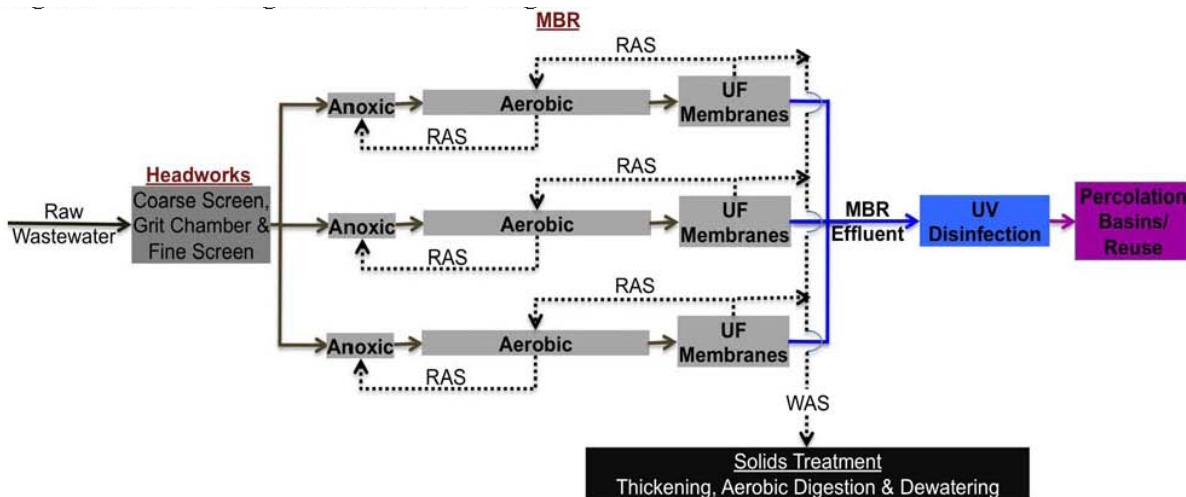 MBR
RAS
Anoxic
Aerobic
UF
Membranes
RAS
Headworks
Coarse Screen,
Grit Chamber &
Fine Screen
Raw
Wastewater
RAS
Anoxic
Aerobic
UF
Membranes
RAS
MBR
Effluent
UV
Disinfection
Percolation
Basins/
Reuse
RAS
Anoxic
Aerobic
UF
Membranes
RAS
WAS
Solids Treatment
Thickening, Aerobic Digestion & Dewatering